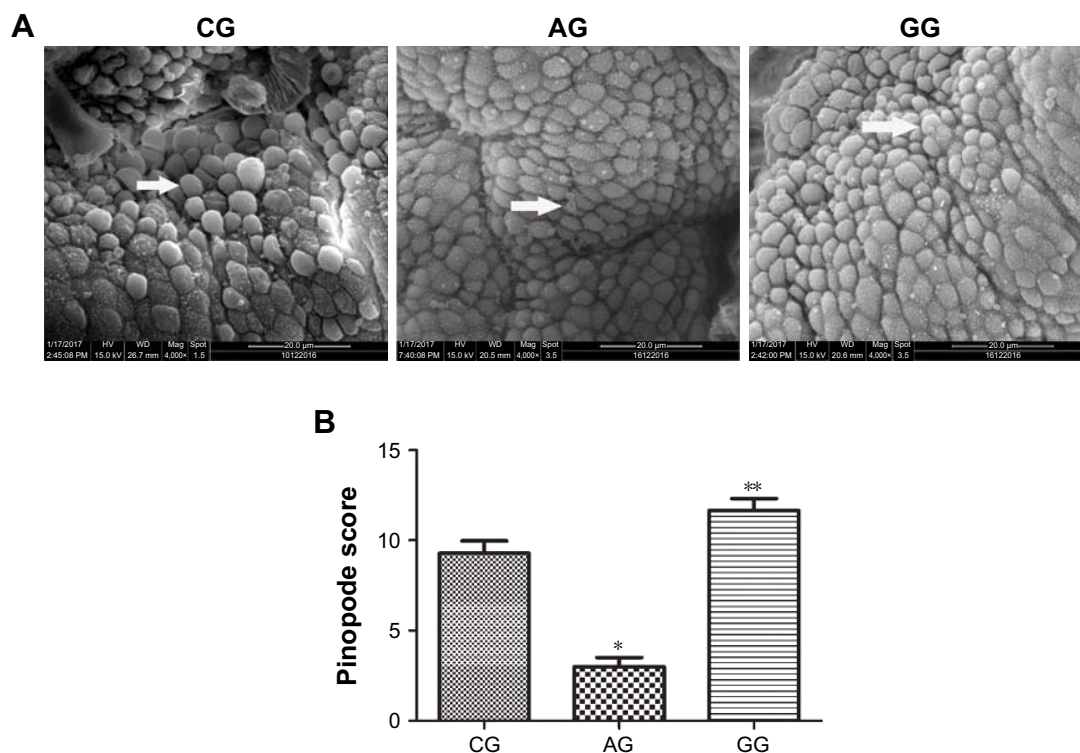 A
CG
AG
GG
1/17/2017 HV WD Mag Spot
2:45:08 PM 15.0 kV 26.7 mm 4,000× 1.5
20.0 µm
10122016
1/17/2017 HV WD Mag Spot
7:40:08 PM 15.0 kV 20.5 mm 4,000× 3.5
20.0 µm
16122016
1/17/2017 HV WD Mag Spot
2:42:00 PM 15.0 kV 20.6 mm 4,000× 3.5
20.0 µm
16122016
B
Pinopode score
15
10
5
0
*
**
CG
AG
GG